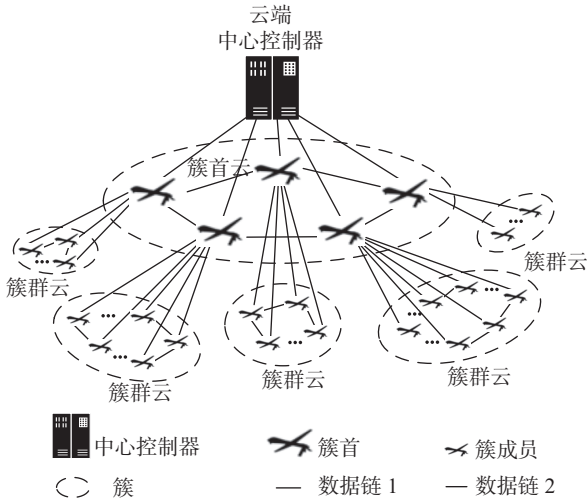 云端
中心控制器
簇首云
簇群云
簇群云
簇群云
簇群云
簇群云
中心控制器
簇首
簇成员
簇
数据链 1
数据链 2